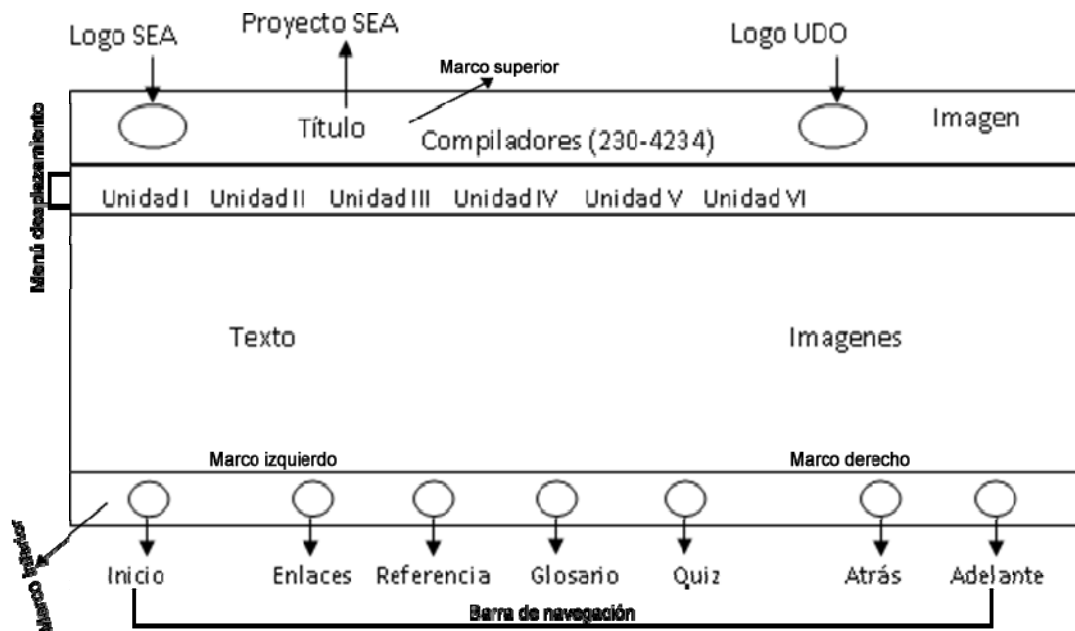 Logo SEA
Proyecto SEA
Logo UDO
Marco superior
Título
Compiladores (230-4234)
Imagen
Menú desplazamiento
Unidad I Unidad II Unidad III Unidad IV Unidad V Unidad VI
Texto
Imagenes
Marco izquierdo
Marco derecho
Marco inferior
Inicio Enlaces Referencia Glosario Quiz Atrás Adelante
Barra de navegación